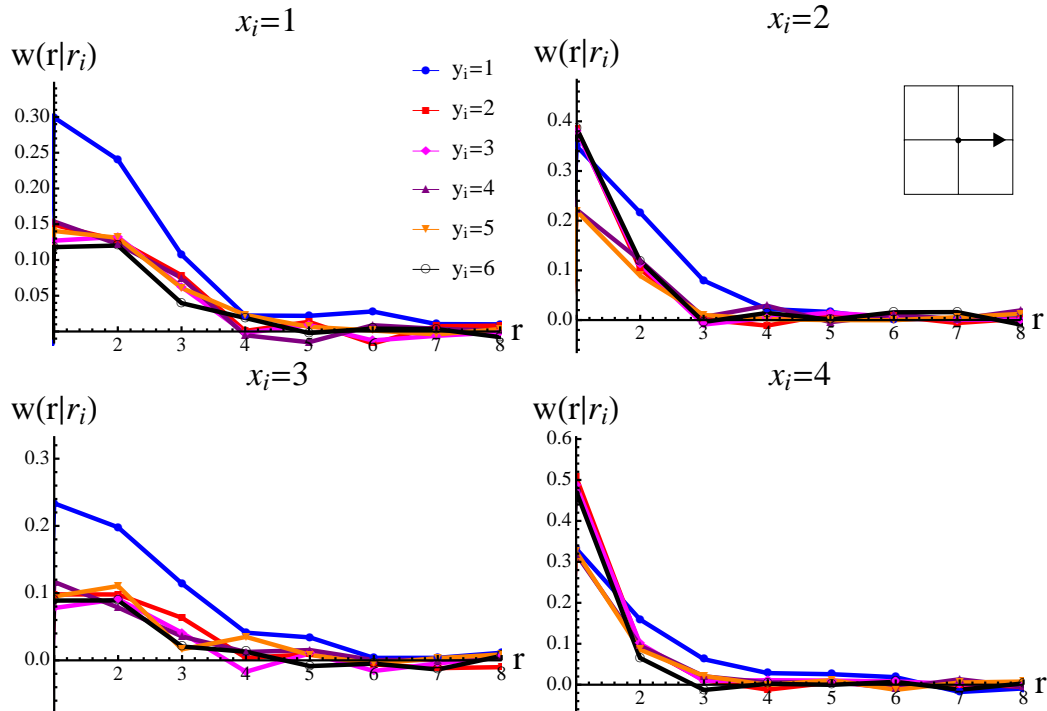 x_i=1
w(r|r_i)
y_i=1
y_i=2
y_i=3
y_i=4
y_i=5
y_i=6
0.30
0.25
0.20
0.15
0.10
0.05
2 3 4 5 6 7 8
r
x_i=2
w(r|r_i)
0.4
0.3
0.2
0.1
0.0
2 3 4 5 6 7 8
r
x_i=3
w(r|r_i)
0.3
0.2
0.1
0.0
2 3 4 5 6 7 8
r
x_i=4
w(r|r_i)
0.6
0.5
0.4
0.3
0.2
0.1
0.0
2 3 4 5 6 7 8
r